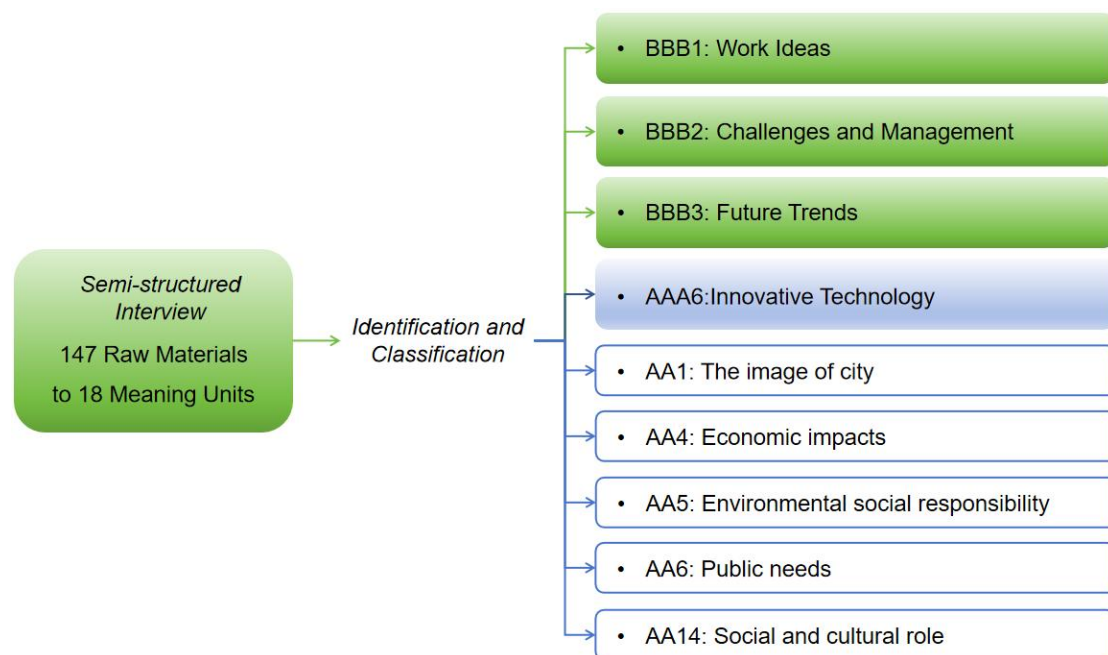 Semi-structured
Interview
147 Raw Materials
to 18 Meaning Units
Identification and
Classification
• BBB1: Work Ideas
• BBB2: Challenges and Management
• BBB3: Future Trends
• AAA6:Innovative Technology
• AA1: The image of city
• AA4: Economic impacts
• AA5: Environmental social responsibility
• AA6: Public needs
• AA14: Social and cultural role